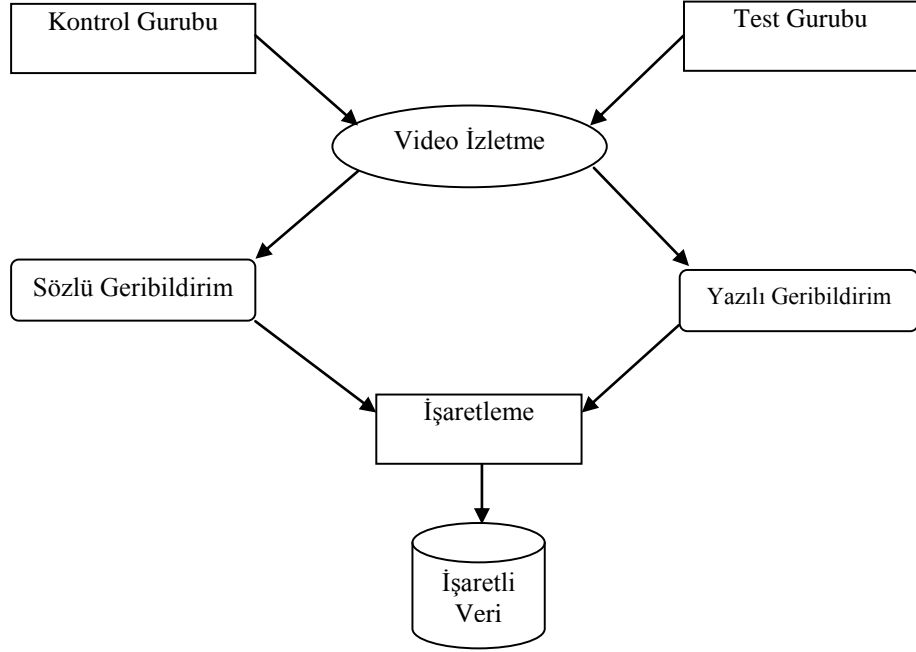 Kontrol Gurubu
Test Gurubu
Video İzletme
Sözlü Geribildirim
Yazılı Geribildirim
İşaretleme
İşaretli
Veri